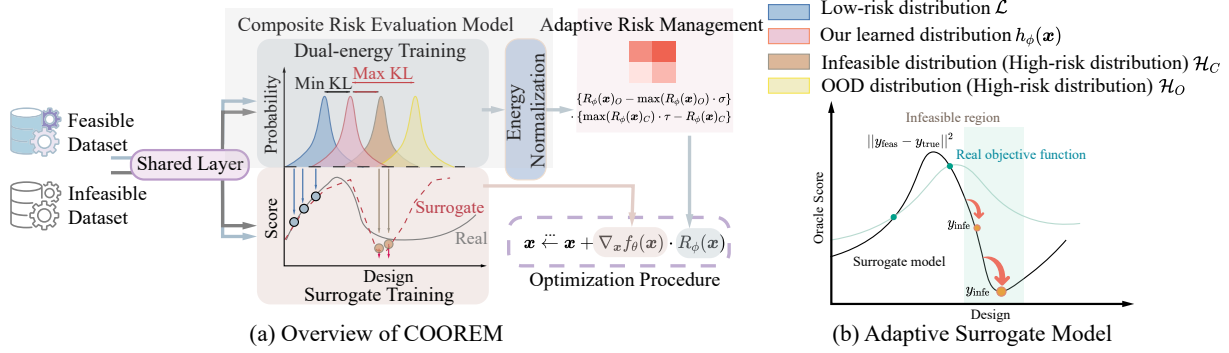 Composite Risk Evaluation Model
Dual-energy Training
Probability
Min KL
Max KL
Energy
Normalization
Adaptive Risk Management
{R_ϕ(x)_O − max(R_ϕ(x)_O) · σ}
· {max(R_ϕ(x)_C) · τ − R_ϕ(x)_C}
Feasible
Dataset
Shared Layer
Infeasible
Dataset
Score
Surrogate
Real
Design
Surrogate Training
x ⃪ x + ∇_x f_θ(x) · R_ϕ(x)
...
Optimization Procedure
(a) Overview of COOREM
Low-risk distribution ℒ
Our learned distribution h_ϕ(x)
Infeasible distribution (High-risk distribution) ℋ_C
OOD distribution (High-risk distribution) ℋ_O
Infeasible region
||y_feas − y_true||²
Real objective function
Oracle Score
y_infe
Surrogate model
y_infe
Design
(b) Adaptive Surrogate Model